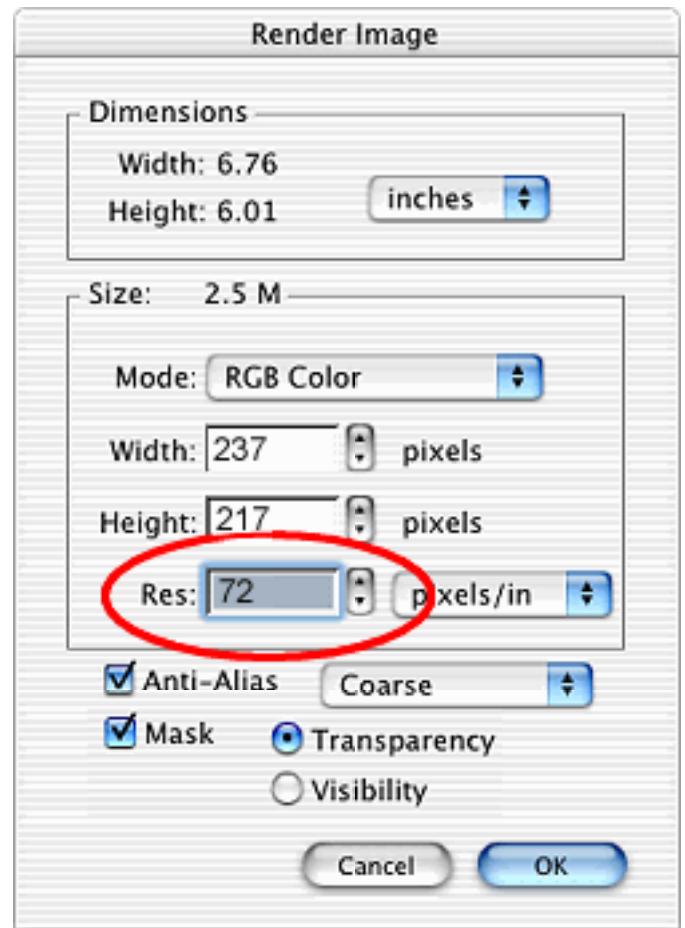 Render Image
Dimensions
Width: 6.76
Height: 6.01
inches
Size: 2.5 M
Mode: RGB Color
Width: 237 pixels
Height: 217 pixels
Res: 72 pixels/in
Anti-Alias Coarse
Mask Transparency
Visibility
Cancel OK